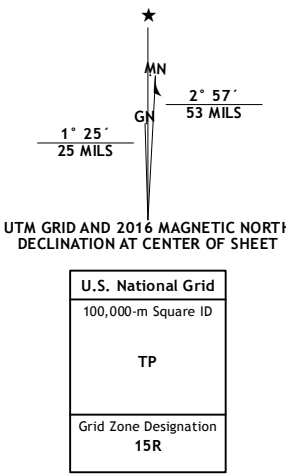 MN
GN
2° 57´
53 MILS
1° 25´
25 MILS
UTM GRID AND 2016 MAGNETIC NORTH
DECLINATION AT CENTER OF SHEET
U.S. National Grid
100,000-m Square ID
TP
Grid Zone Designation
15R